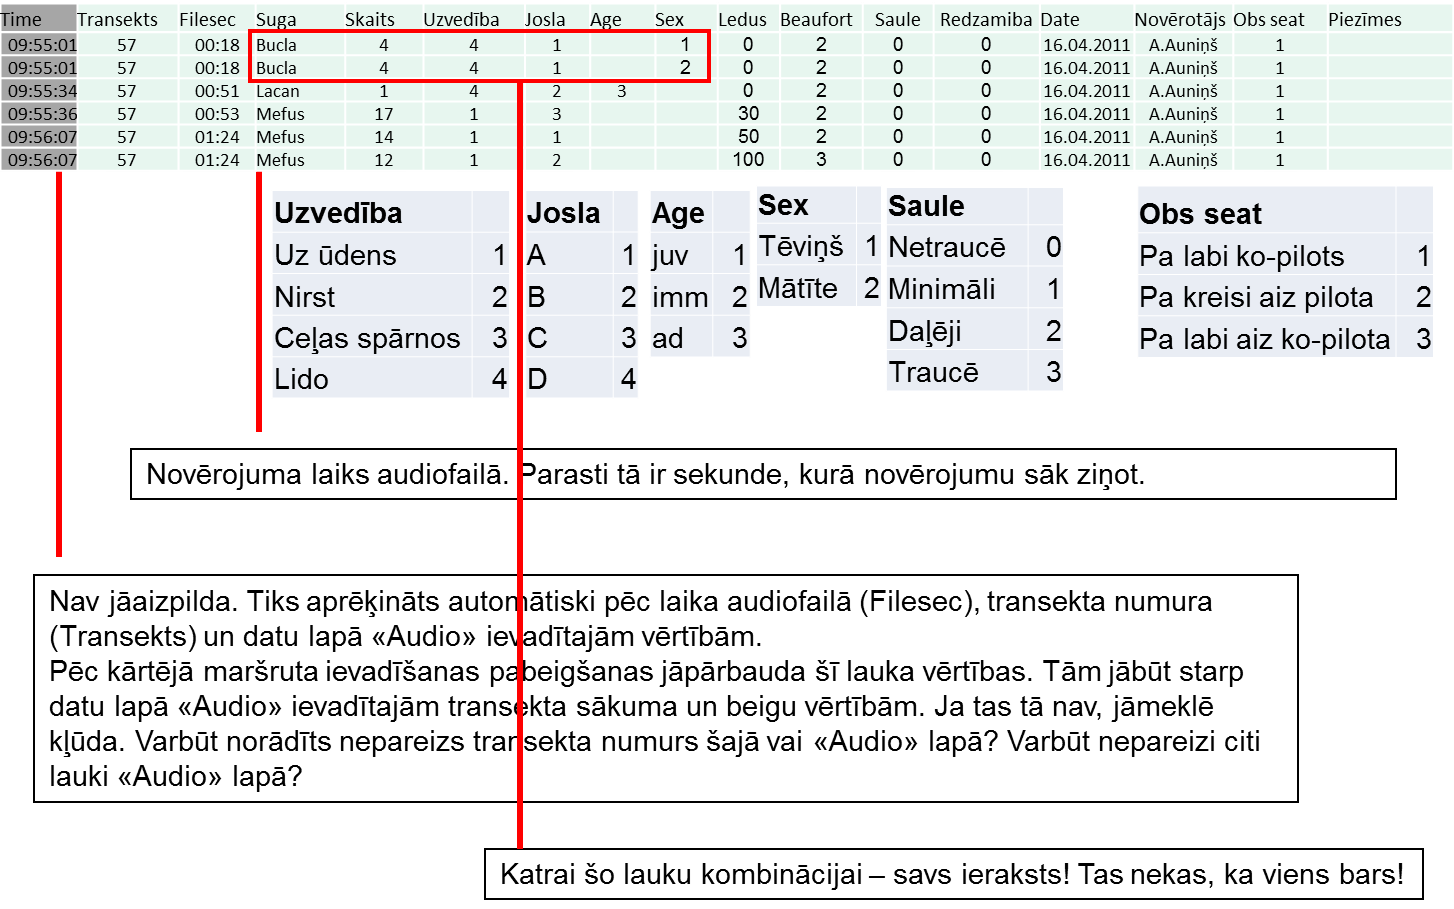 Time Transekts Filesec Suga Skaits Uzvedība Josla Age Sex Ledus Beaufort Saule Redzamiba Date Novērotājs Obs seat Piezīmes
09:55:01 57 00:18 Bucla 4 4 1 1 0 2 0 0 16.04.2011 A.Auniņš 1
09:55:01 57 00:18 Bucla 4 4 1 2 0 2 0 0 16.04.2011 A.Auniņš 1
09:55:34 57 00:51 Lacan 1 4 2 3 0 2 0 0 16.04.2011 A.Auniņš 1
09:55:36 57 00:53 Mefus 17 1 3 30 2 0 0 16.04.2011 A.Auniņš 1
09:56:07 57 01:24 Mefus 14 1 1 50 2 0 0 16.04.2011 A.Auniņš 1
09:56:07 57 01:24 Mefus 12 1 2 100 3 0 0 16.04.2011 A.Auniņš 1
Uzvedība
Uz ūdens 1
Nirst 2
Ceļas spārnos 3
Lido 4
Josla
A 1
B 2
C 3
D 4
Age
juv 1
imm 2
ad 3
Sex
Tēviņš 1
Mātīte 2
Saule
Netraucē 0
Minimāli 1
Daļēji 2
Traucē 3
Obs seat
Pa labi ko-pilots 1
Pa kreisi aiz pilota 2
Pa labi aiz ko-pilota 3
Novērojuma laiks audiofailā. Parasti tā ir sekunde, kurā novērojumu sāk ziņot.
Nav jāaizpilda. Tiks aprēķināts automātiski pēc laika audiofailā (Filesec), transekta numura
(Transekts) un datu lapā «Audio» ievadītajām vērtībām.
Pēc kārtējā maršruta ievadīšanas pabeigšanas jāpārbauda šī lauka vērtības. Tām jābūt starp
datu lapā «Audio» ievadītajām transekta sākuma un beigu vērtībām. Ja tas tā nav, jāmeklē
kļūda. Varbūt norādīts nepareizs transekta numurs šajā vai «Audio» lapā? Varbūt nepareizi citi
lauki «Audio» lapā?
Katrai šo lauku kombinācijai – savs ieraksts! Tas nekas, ka viens bars!